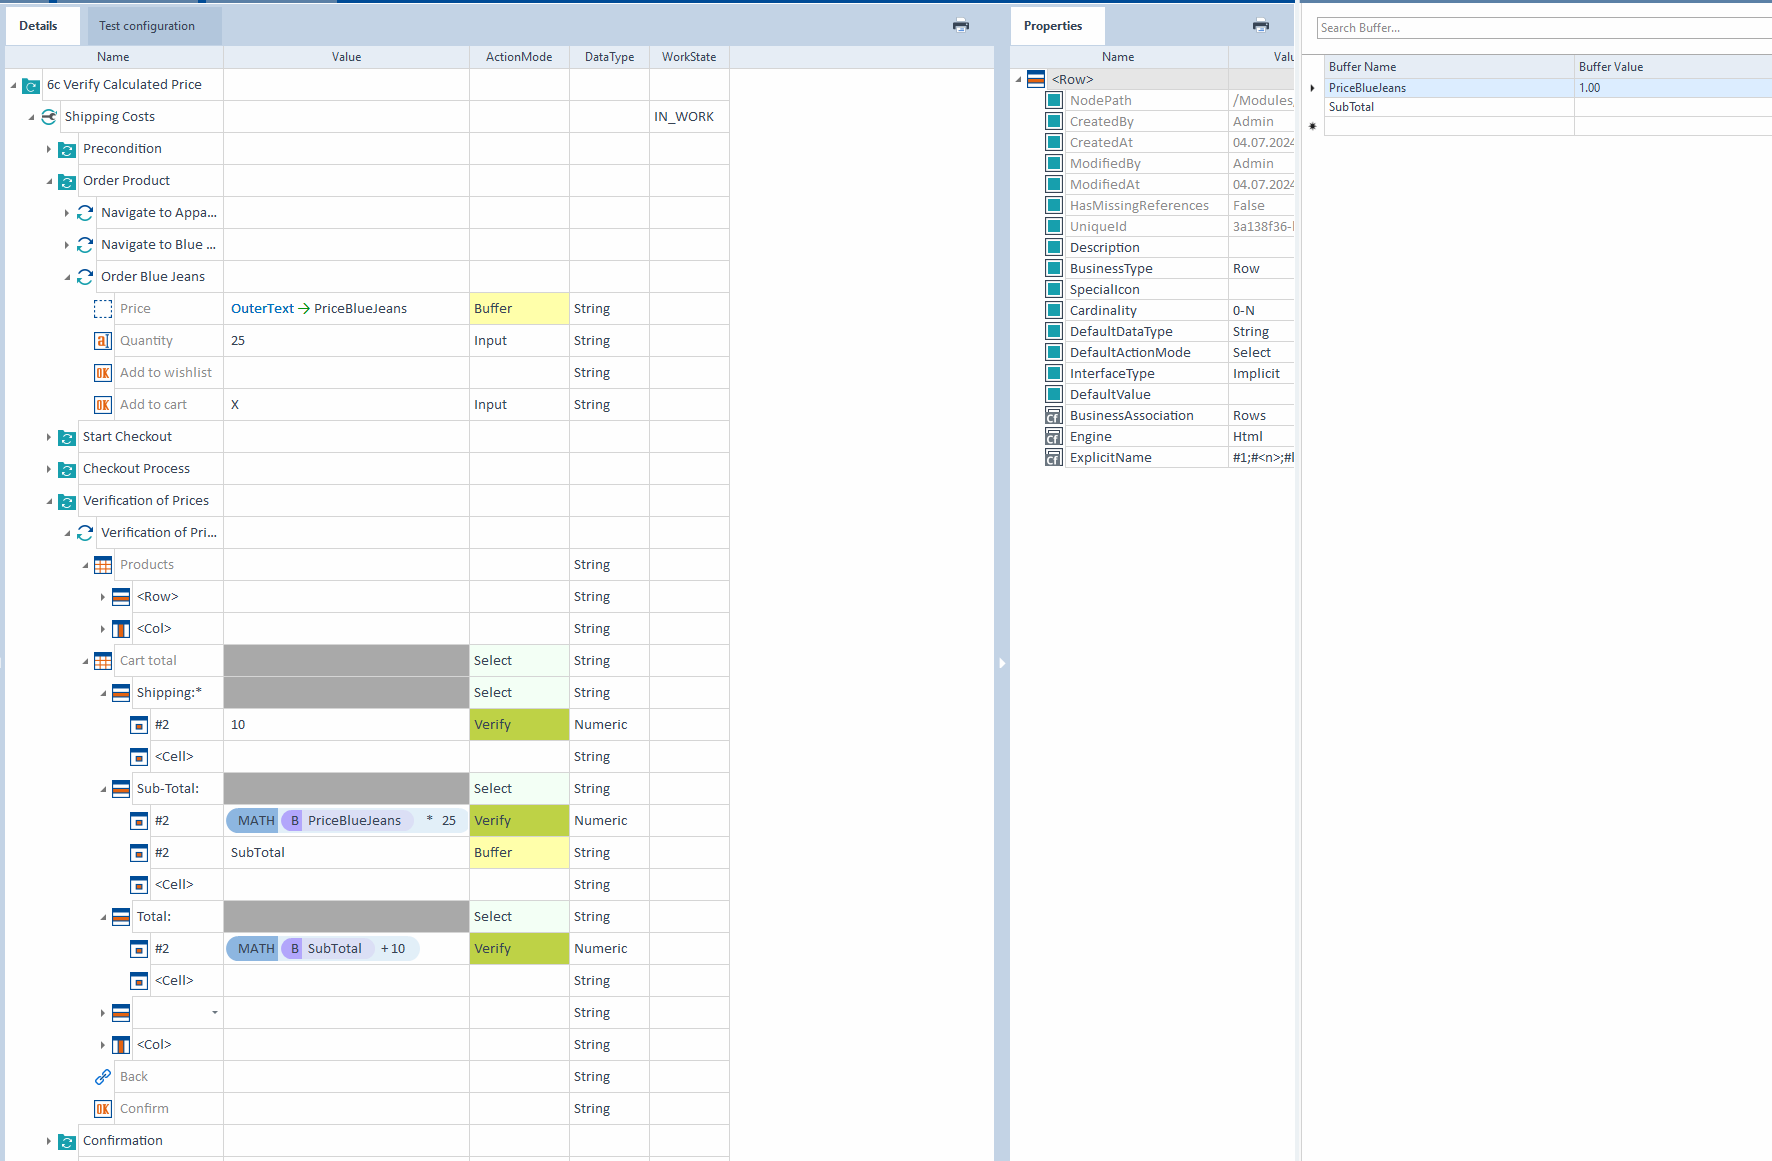 Details
Test configuration
Name Value ActionMode DataType WorkState
6c Verify Calculated Price
Shipping Costs IN_WORK
Precondition
Order Product
Navigate to Appa...
Navigate to Blue ...
Order Blue Jeans
Price OuterText → PriceBlueJeans Buffer String
Quantity 25 Input String
Add to wishlist String
Add to cart X Input String
Start Checkout
Checkout Process
Verification of Prices
Verification of Pri...
Products String
<Row> String
<Col> String
Cart total Select String
Shipping:* Select String
#2 10 Verify Numeric
<Cell> String
Sub-Total: Select String
#2 MATH B PriceBlueJeans * 25 Verify Numeric
#2 SubTotal Buffer String
<Cell> String
Total: Select String
#2 MATH B SubTotal +10 Verify Numeric
<Cell> String
String
<Col> String
Back String
Confirm String
Confirmation
Properties
Name Valu
<Row>
NodePath /Modules
CreatedBy Admin
CreatedAt 04.07.2024
ModifiedBy Admin
ModifiedAt 04.07.2024
HasMissingReferences False
UniqueId 3a138f36-
Description
BusinessType Row
SpecialIcon
Cardinality 0-N
DefaultDataType String
DefaultActionMode Select
InterfaceType Implicit
DefaultValue
BusinessAssociation Rows
Engine Html
ExplicitName #1;#<n>;#
Search Buffer...
Buffer Name Buffer Value
PriceBlueJeans 1.00
SubTotal